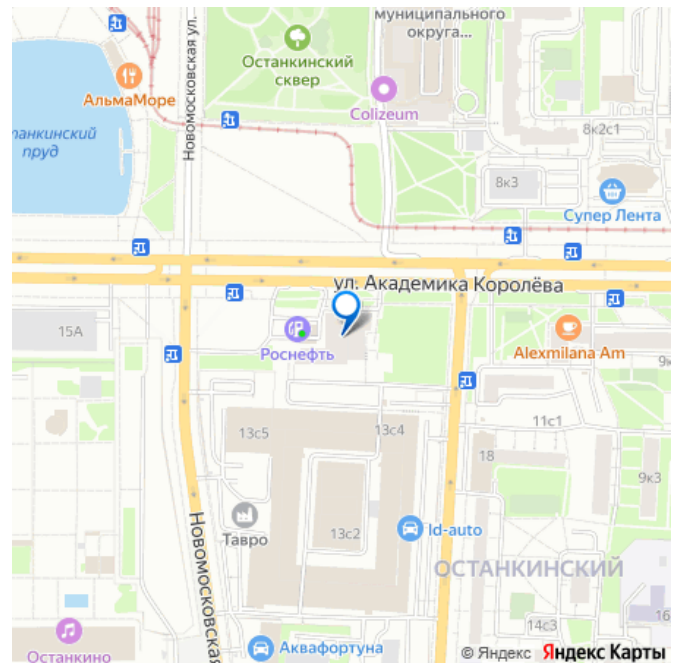 муниципального
округа...
Останкинский
сквер
АльмаМоре
Новомосковская ул.
Colizeum
8к2с1
пруд
8к3
Супер Лента
ул. Академика Королёва
15А
Роснефть
Alexmilana Am
13с5
13с4
11с1
18
9к3
13с2
Id-auto
Тавро
Новомосковская
ОСТАНКИНСКИЙ
16
14с3
Останкино
Аквафортуна
© Яндекс Яндекс Карты